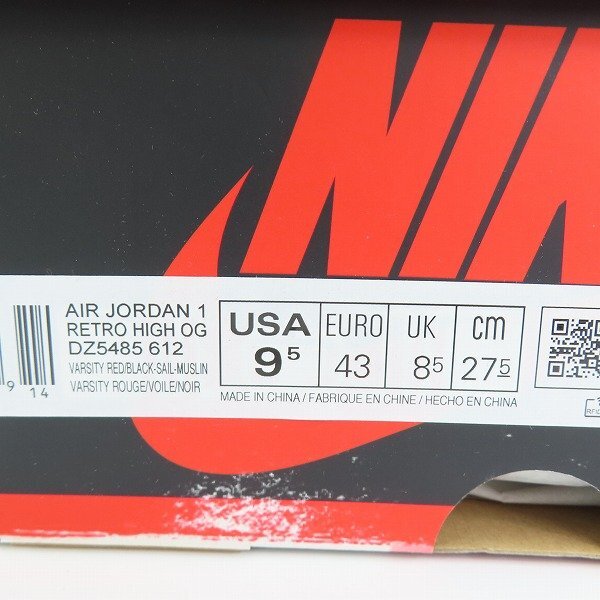 NIK
AIR JORDAN 1
RETRO HIGH OG
DZ5485 612
VARSITY RED/BLACK-SAIL-MUSLIN
VARSITY ROUGE/VOILE/NOIR
USA
9 5
EURO
43
UK
8 5
cm
27 5
MADE IN CHINA / FABRIQUE EN CHINE / HECHO EN CHINA
9 14